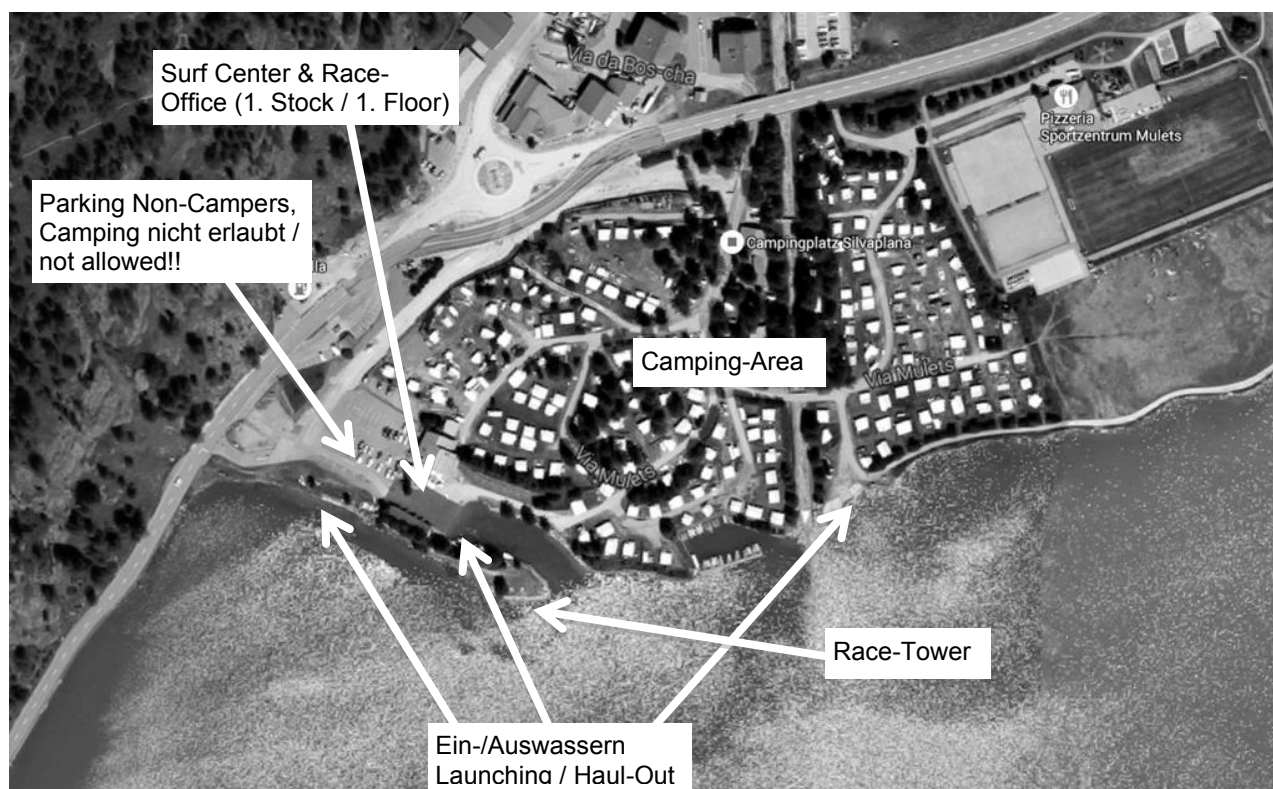 Via da Bos-cha
Surf Center & Race-
Office (1. Stock / 1. Floor)
Pizzeria
Sportzentrum Mulets
Parking Non-Campers,
Camping nicht erlaubt /
not allowed!!
Campingplatz Silvaplana
Camping-Area
Via Mulets
Via Mulets
Race-Tower
Ein-/Auswassern
Launching / Haul-Out